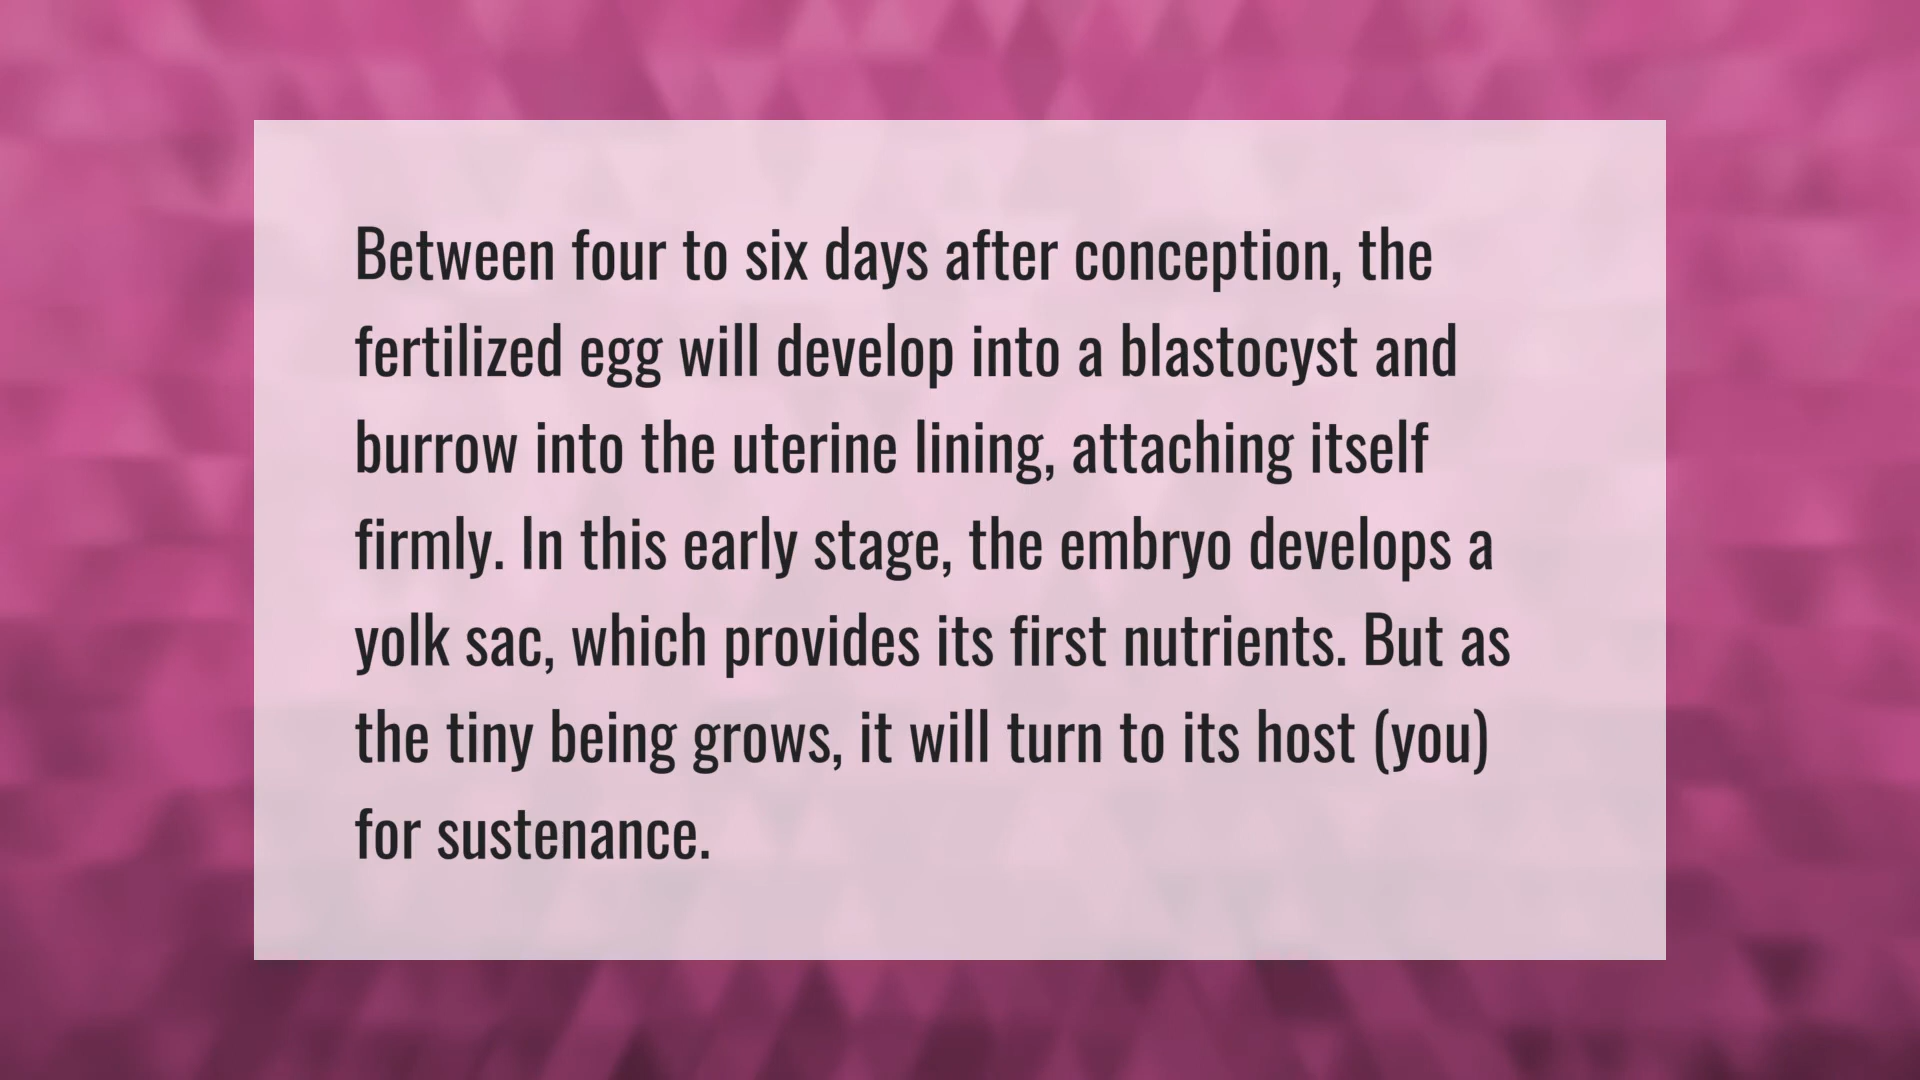 Between four to six days after conception, the
fertilized egg will develop into a blastocyst and
burrow into the uterine lining, attaching itself
firmly. In this early stage, the embryo develops a
yolk sac, which provides its first nutrients. But as
the tiny being grows, it will turn to its host (you)
for sustenance.